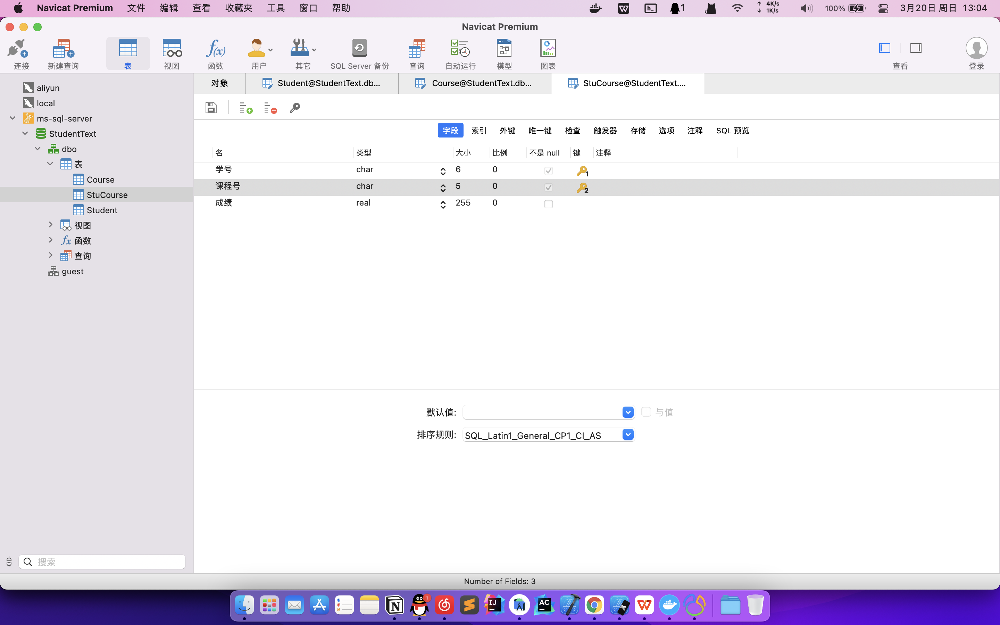 Navicat Premium 文件 编辑 查看 收藏夹 工具 窗口 帮助 1 4K/s 1K/s 100% 3月20日 周日 13:04
Navicat Premium
连接 新建查询 表 视图 函数 用户 其它 SQL Server 备份 查询 自动运行 模型 图表 查看 登录
对象 Student@StudentText.db... Course@StudentText.db... StuCourse@StudentText....
aliyun
local
ms-sql-server
StudentText
dbo
表
Course
StuCourse
Student
视图
函数
查询
guest
搜索
字段 索引 外键 唯一键 检查 触发器 存储 选项 注释 SQL 预览
名 类型 大小 比例 不是 null 键 注释
学号 char 6 0 1
课程号 char 5 0 2
成绩 real 255 0
默认值: 与值
排序规则: SQL_Latin1_General_CP1_CI_AS
Number of Fields: 3